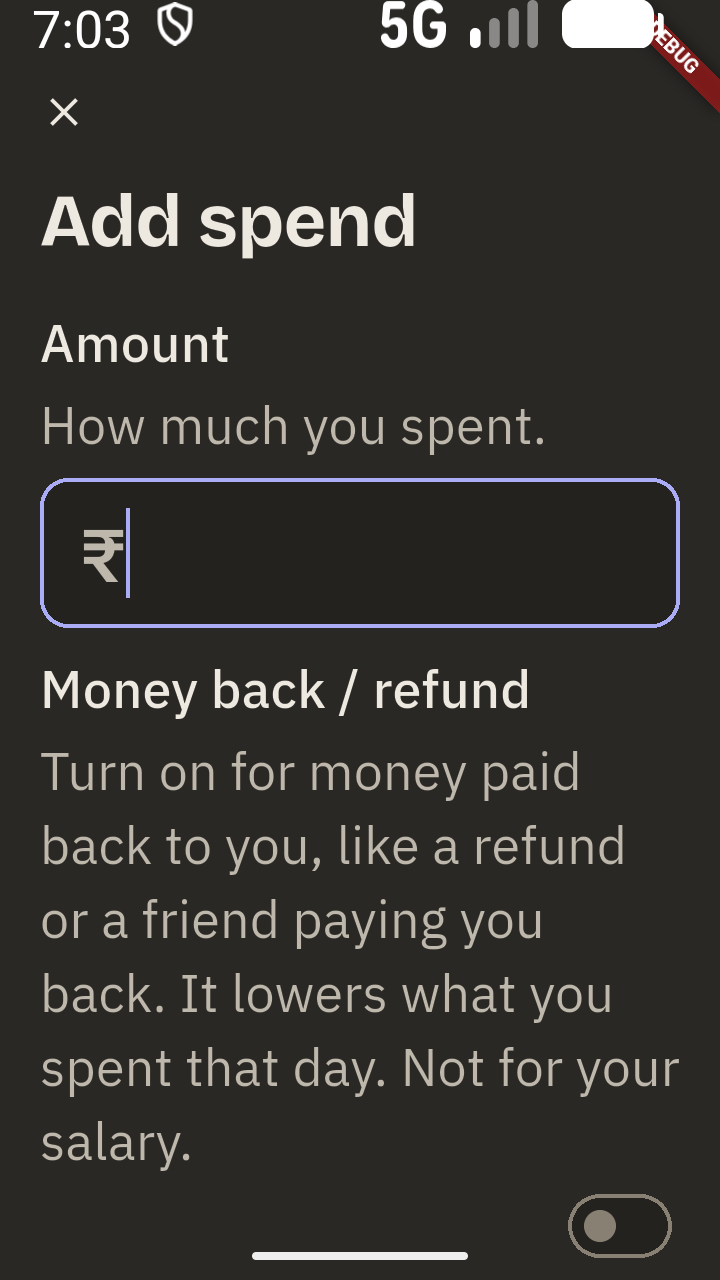 7:03
5G
DEBUG
Add spend
Amount
How much you spent.
₹
Money back / refund
Turn on for money paid
back to you, like a refund
or a friend paying you
back. It lowers what you
spent that day. Not for your
salary.